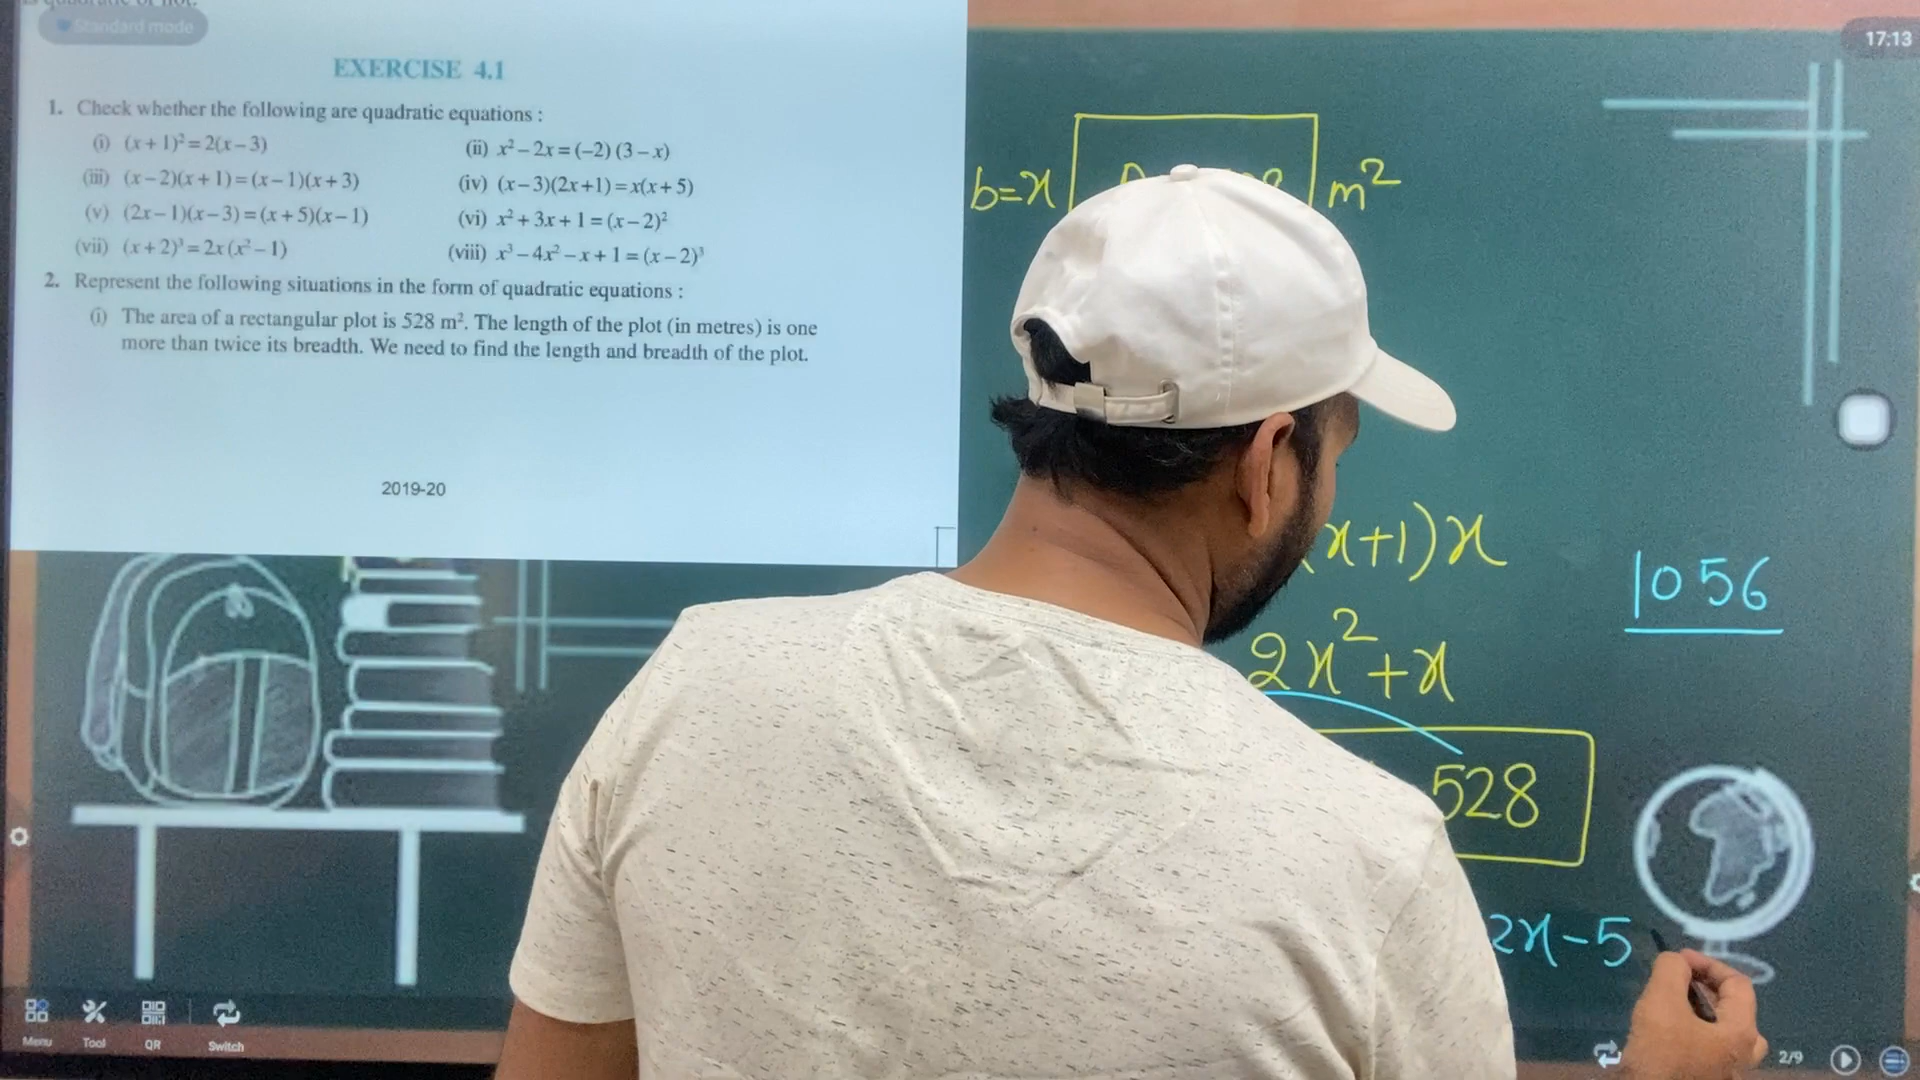 Standard mode
17:13
EXERCISE 4.1
1. Check whether the following are quadratic equations :
(i) (x + 1)² = 2(x – 3)
(ii) x² – 2x = (–2) (3 – x)
(iii) (x – 2)(x + 1) = (x – 1)(x + 3)
(iv) (x – 3)(2x + 1) = x(x + 5)
(v) (2x – 1)(x – 3) = (x + 5)(x – 1)
(vi) x² + 3x + 1 = (x – 2)²
(vii) (x + 2)³ = 2x (x² – 1)
(viii) x³ – 4x² – x + 1 = (x – 2)³
2. Represent the following situations in the form of quadratic equations :
(i) The area of a rectangular plot is 528 m². The length of the plot (in metres) is one
more than twice its breadth. We need to find the length and breadth of the plot.
2019-20
b=x
m²
x+1)x
2x²+x
528
2x-5
1056
Menu
Tool
QR
Switch
2/9